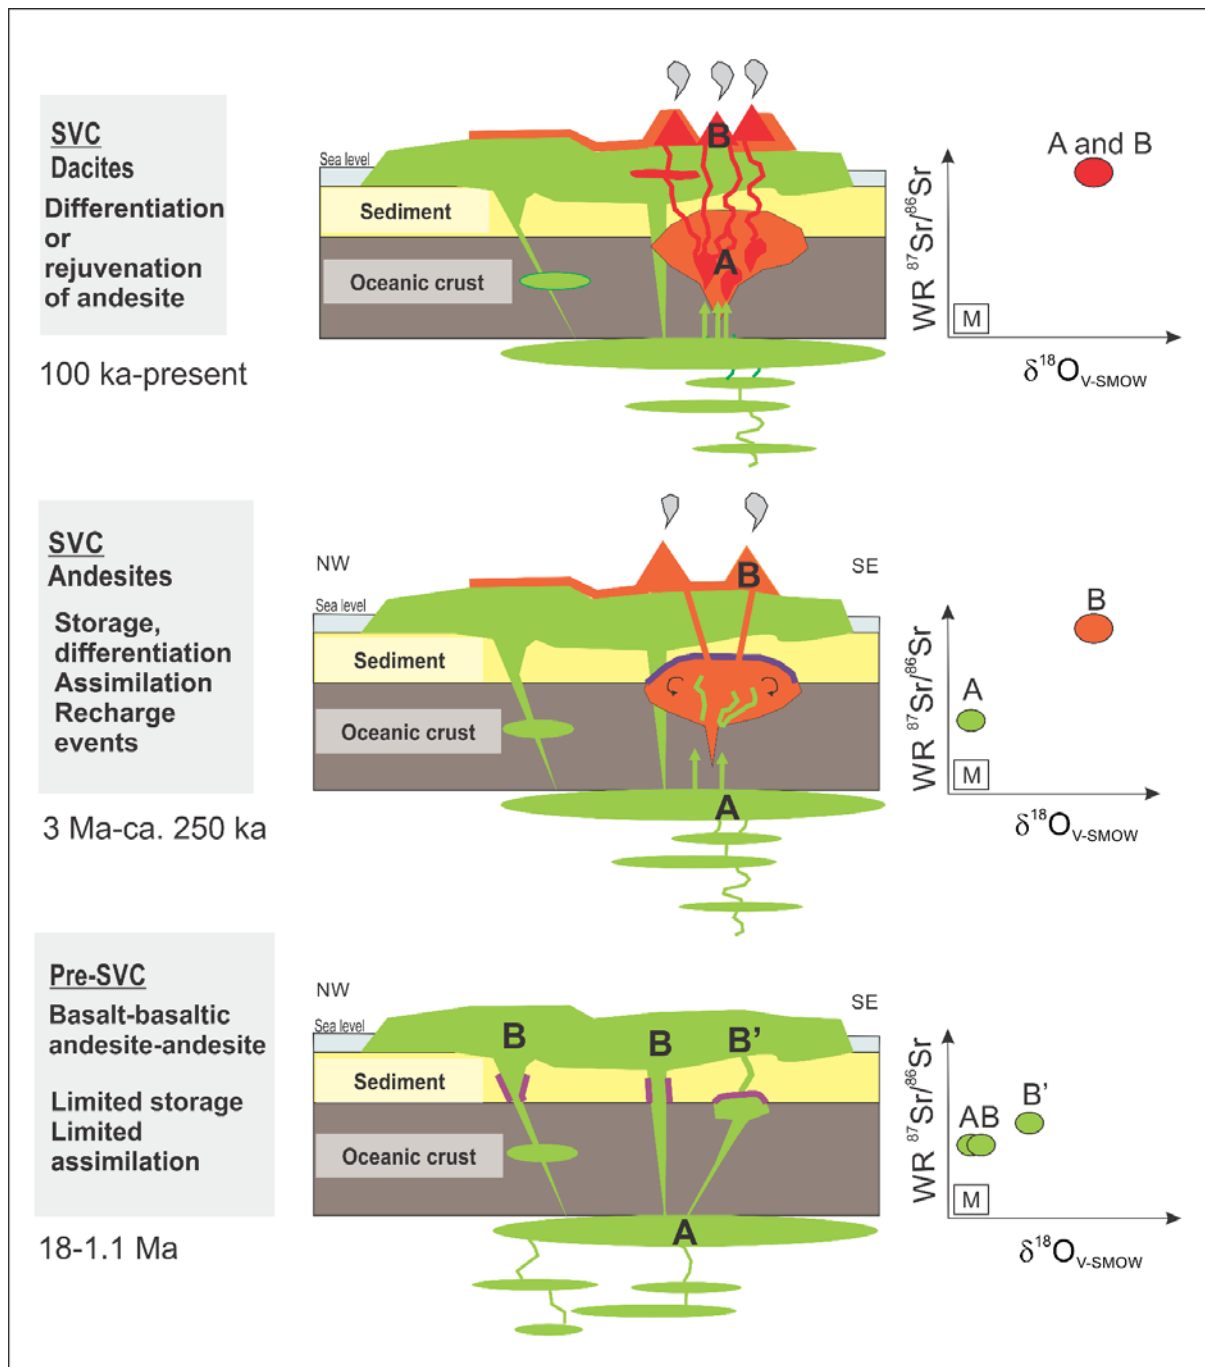 SVC
Dacites
Differentiation
or
rejuvenation
of andesite
100 ka-present
Sea level
Sediment
Oceanic crust
B
A
WR ⁸⁷Sr/⁸⁶Sr
A and B
M
δ¹⁸O V-SMOW
SVC
Andesites
Storage,
differentiation
Assimilation
Recharge
events
3 Ma-ca. 250 ka
NW
SE
Sea level
Sediment
Oceanic crust
B
A
WR ⁸⁷Sr/⁸⁶Sr
B
A
M
δ¹⁸O V-SMOW
Pre-SVC
Basalt-basaltic
andesite-andesite
Limited storage
Limited
assimilation
18-1.1 Ma
NW
SE
Sea level
Sediment
Oceanic crust
B
B
B’
A
WR ⁸⁷Sr/⁸⁶Sr
AB
B’
M
δ¹⁸O V-SMOW